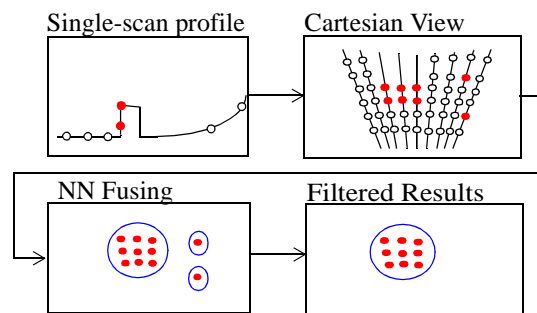 Single-scan profile
Cartesian View
NN Fusing
Filtered Results